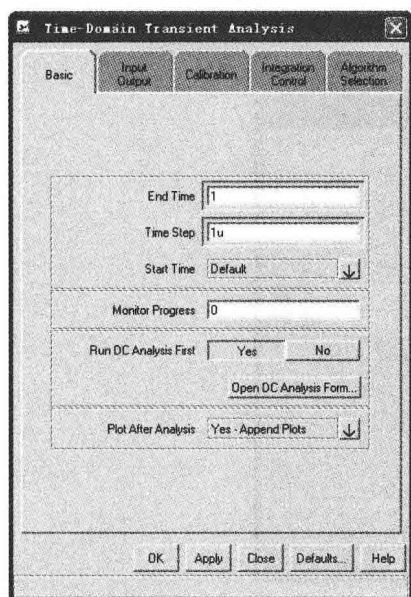 Time-Domain Transient Analysis
Basic
Input Output
Calibration
Integration Control
Algorithm Selection
End Time 1
Time Step 1u
Start Time Default
Monitor Progress 0
Run DC Analysis First Yes No
Open DC Analysis Form...
Plot After Analysis Yes - Append Plots
OK Apply Close Defaults... Help